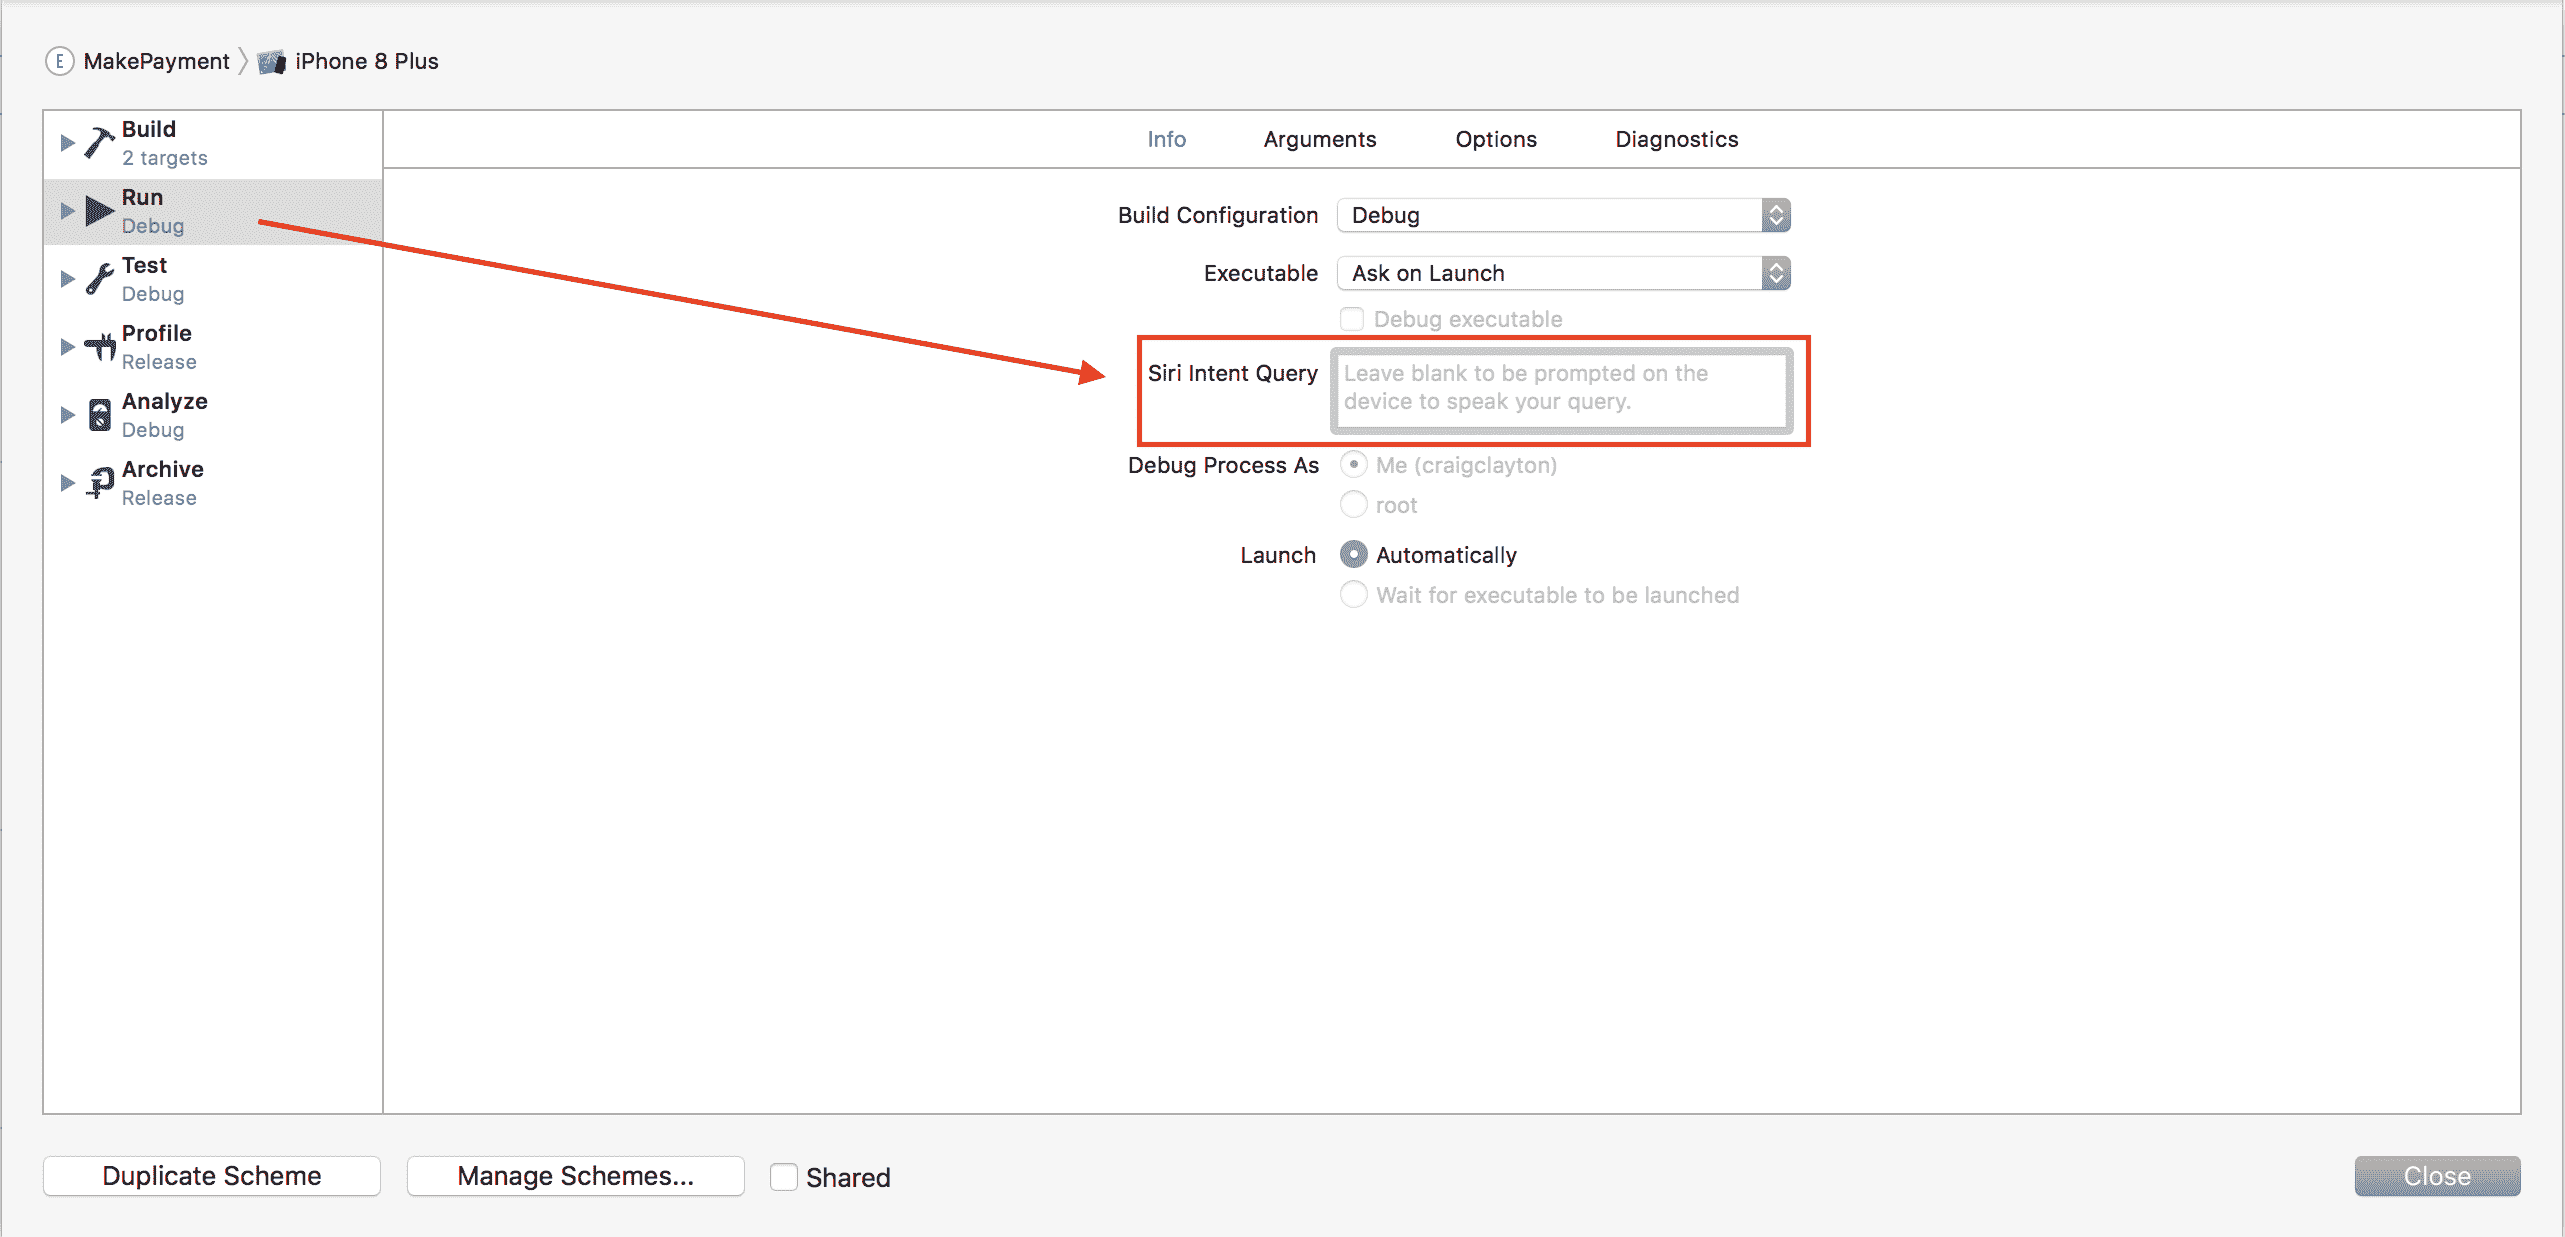 E MakePayment iPhone 8 Plus
Build
2 targets
Run
Debug
Test
Debug
Profile
Release
Analyze
Debug
Archive
Release
Info Arguments Options Diagnostics
Build Configuration Debug
Executable Ask on Launch
Debug executable
Siri Intent Query Leave blank to be prompted on the
device to speak your query.
Debug Process As Me (craigclayton)
root
Launch Automatically
Wait for executable to be launched
Duplicate Scheme Manage Schemes... Shared Close